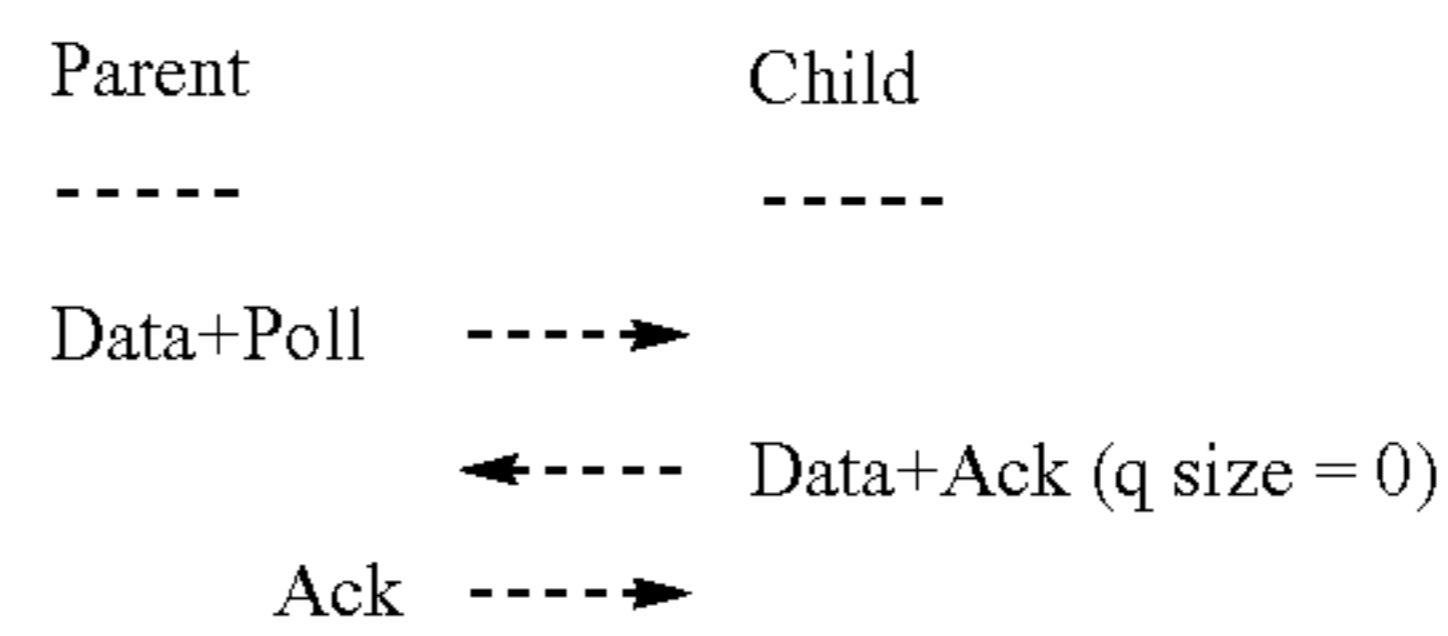 Parent Child
----- -----
Data+Poll
Data+Ack (q size = 0)
Ack